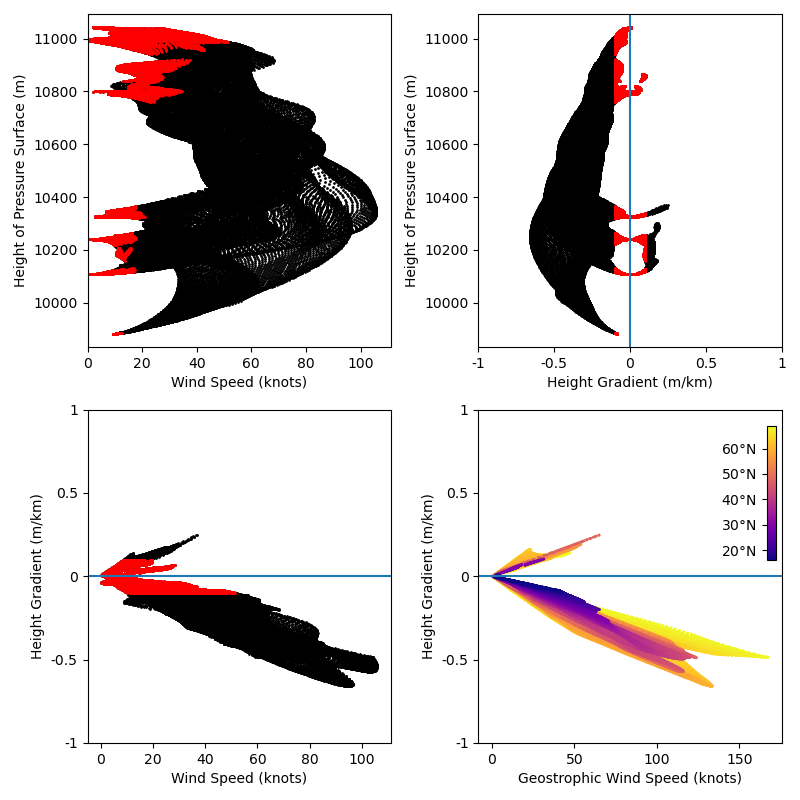 11000
10800
10600
10400
10200
10000
Height of Pressure Surface (m)
0 20 40 60 80 100
Wind Speed (knots)
11000
10800
10600
10400
10200
10000
Height of Pressure Surface (m)
-1 -0.5 0 0.5 1
Height Gradient (m/km)
1
0.5
0
-0.5
-1
Height Gradient (m/km)
0 20 40 60 80 100
Wind Speed (knots)
1
0.5
0
-0.5
-1
Height Gradient (m/km)
60°N
50°N
40°N
30°N
20°N
0 50 100 150
Geostrophic Wind Speed (knots)